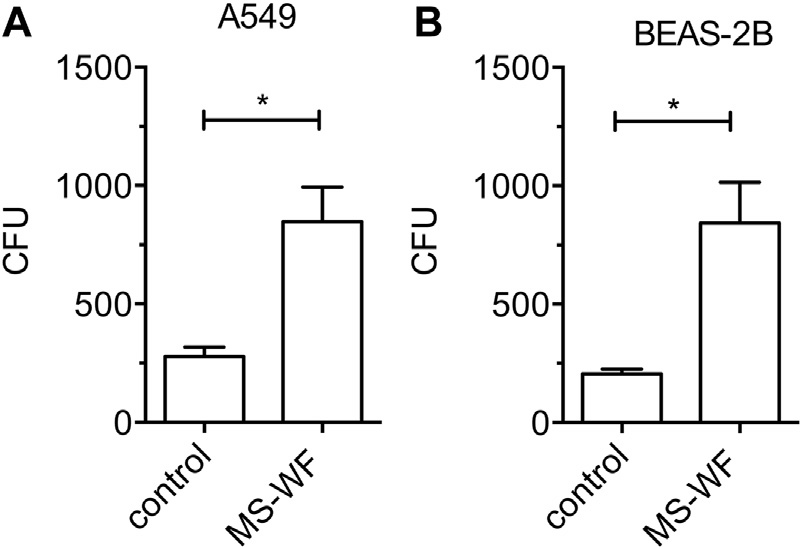 A
A549
1500
1000
500
0
CFU
*
control
MS-WF
B
BEAS-2B
1500
1000
500
0
CFU
*
control
MS-WF